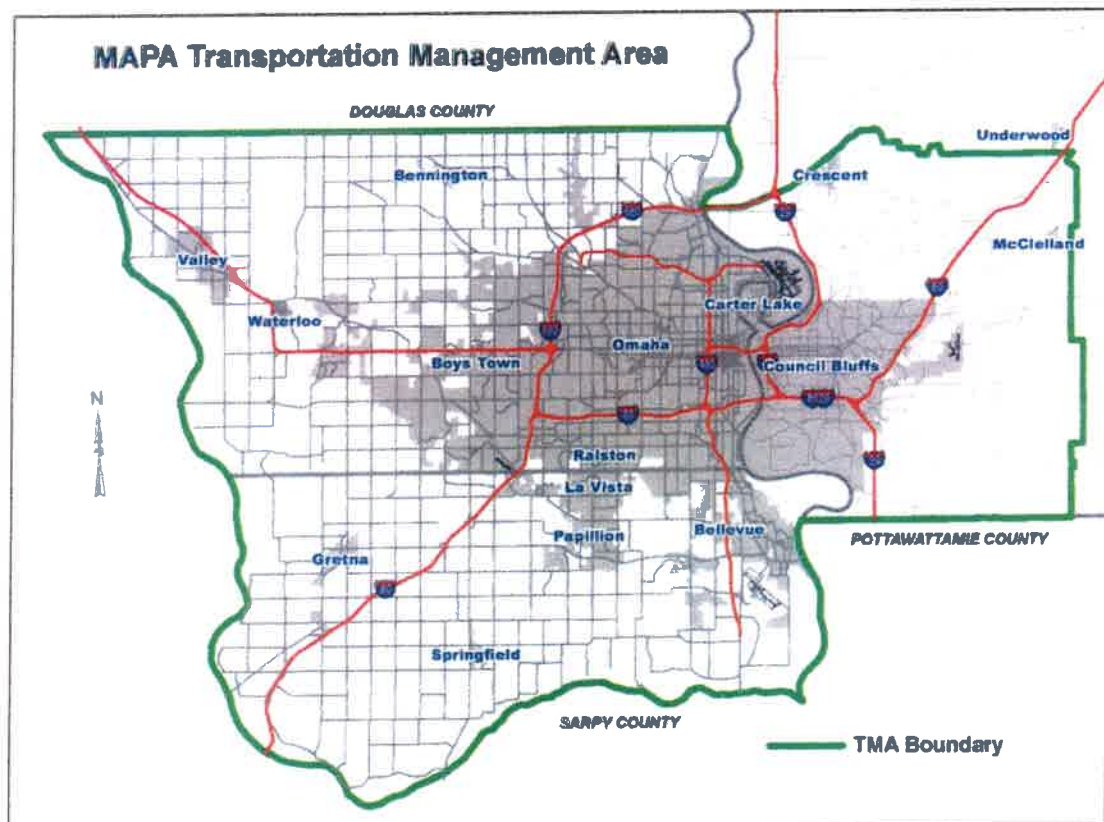 MAPA Transportation Management Area
DOUGLAS COUNTY
Underwood
Bennington
Crescent
McClelland
Valley
Carter Lake
Waterloo
Omaha
Boys Town
Council Bluffs
N
Ralston
La Vista
Papillion
Bellevue
POTTAWATTAMIE COUNTY
Gretna
Springfield
SARPY COUNTY
TMA Boundary